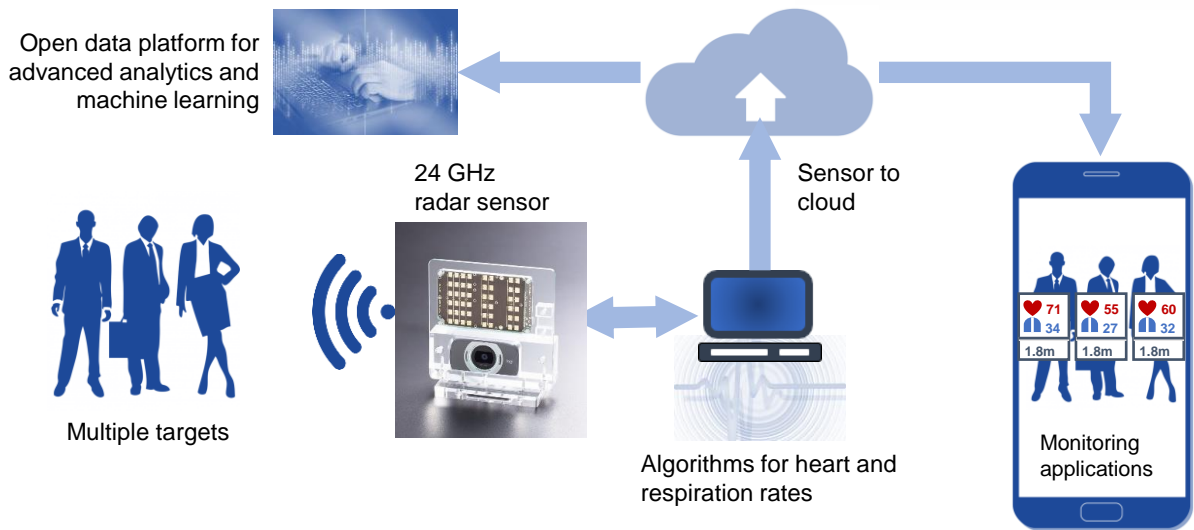 Open data platform for
advanced analytics and
machine learning
24 GHz
radar sensor
Sensor to
cloud
Multiple targets
Algorithms for heart and
respiration rates
71
34
1.8m
55
27
1.8m
60
32
1.8m
Monitoring
applications